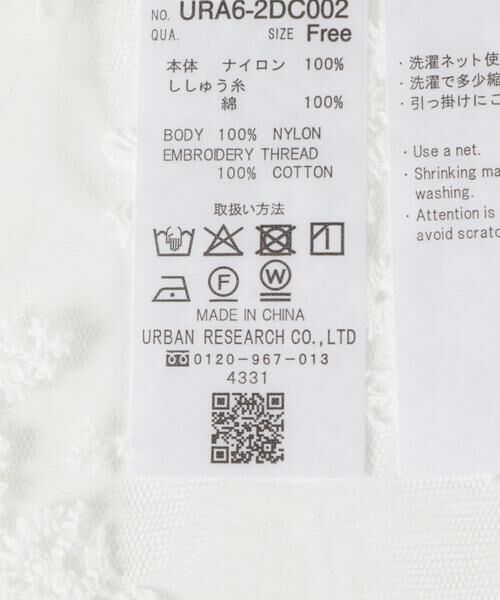 NO. URA6-2DC002
QUA. SIZE Free
本体 ナイロン 100%
ししゅう糸
綿 100%
BODY 100% NYLON
EMBROIDERY THREAD
100% COTTON
取扱い方法
F W
MADE IN CHINA
URBAN RESEARCH CO.,LTD
0120-967-013
4331
・洗濯ネット使
・洗濯で多少縮
・引っ掛けにご
・Use a net.
・Shrinking ma
washing.
・Attention is
avoid scratc